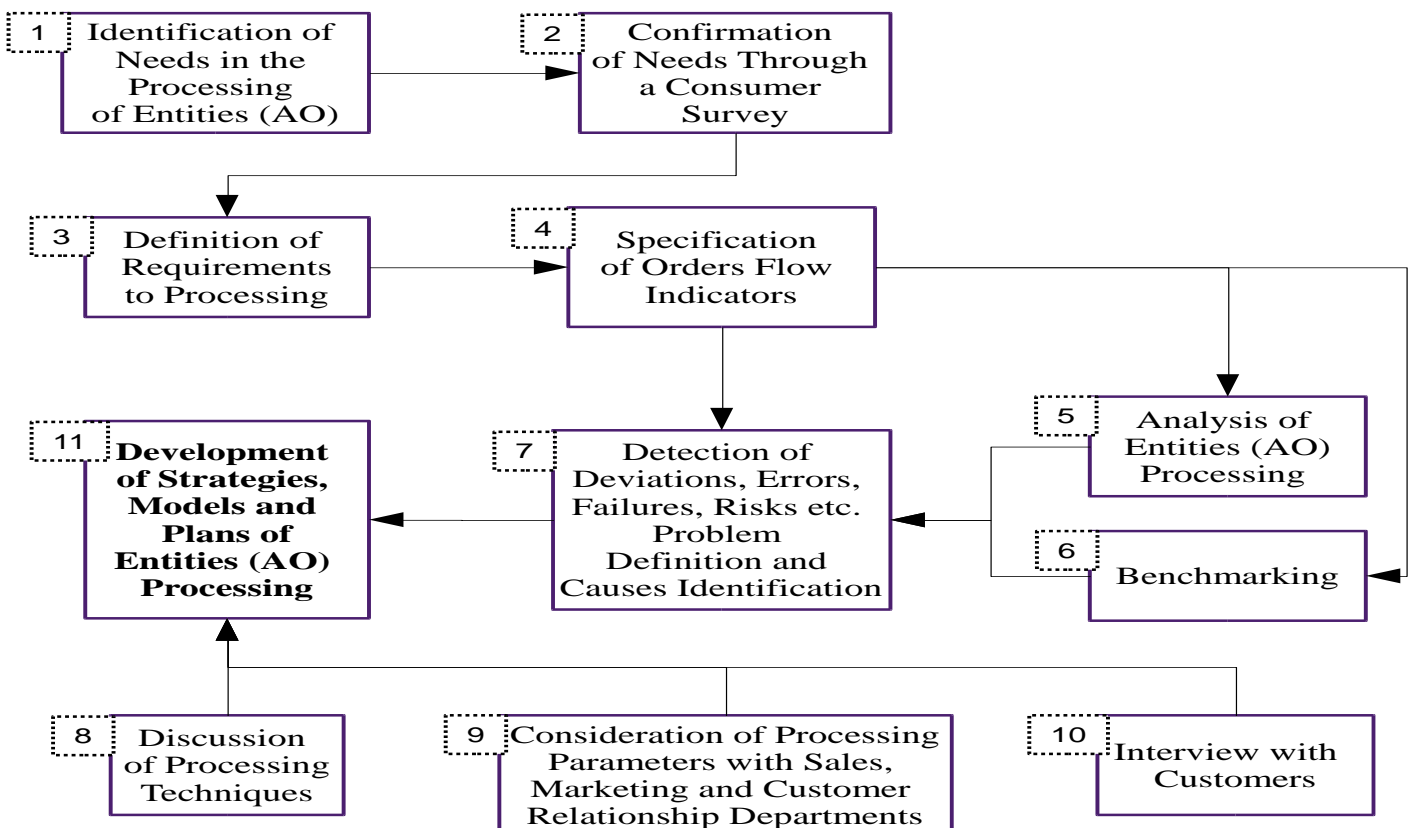 1
Identification of
Needs in the
Processing
of Entities (AO)
2
Confirmation
of Needs Through
a Consumer
Survey
3
Definition of
Requirements
to Processing
4
Specification
of Orders Flow
Indicators
5
Analysis of
Entities (AO)
Processing
6
Benchmarking
7
Detection of
Deviations, Errors,
Failures, Risks etc.
Problem
Definition and
Causes Identification
11
Development
of Strategies,
Models and
Plans of
Entities (AO)
Processing
8
Discussion
of Processing
Techniques
9
Consideration of Processing
Parameters with Sales,
Marketing and Customer
Relationship Departments
10
Interview with
Customers